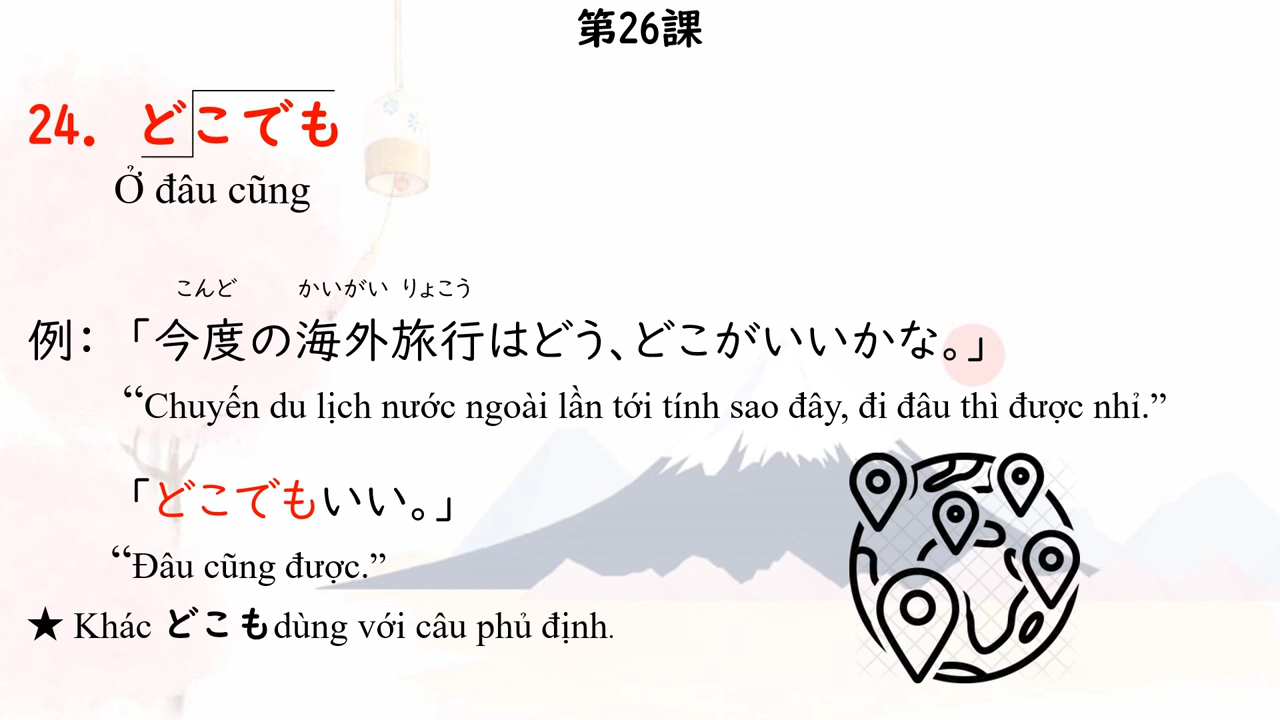 第26課
24. どこでも
Ở đâu cũng
こんど かいがい りょこう
例：「今度の海外旅行はどう、どこがいいかな。」
“Chuyến du lịch nước ngoài lần tới tính sao đây, đi đâu thì được nhỉ.”
「どこでもいい。」
“Đâu cũng được.”
★ Khác どこも dùng với câu phủ định.